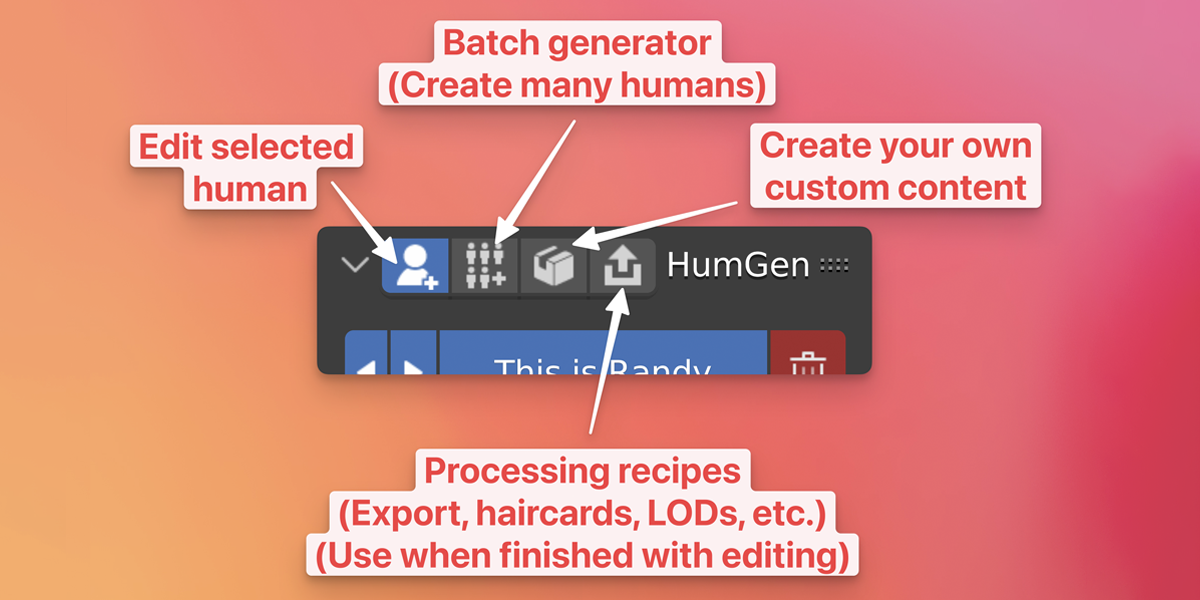 Batch generator
(Create many humans)
Edit selected
human
Create your own
custom content
HumGen
This is Randy
Processing recipes
(Export, haircards, LODs, etc.)
(Use when finished with editing)